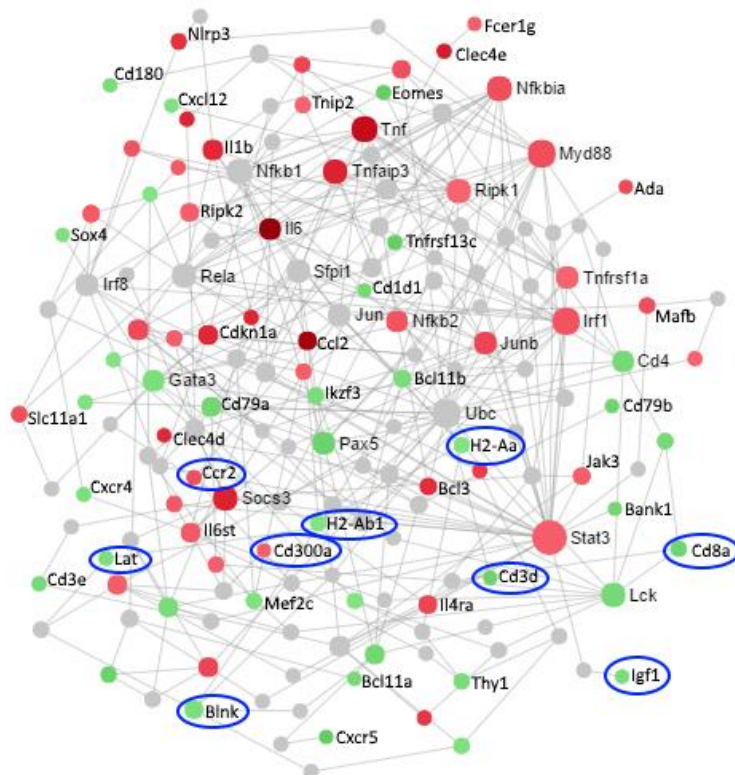 Nlrp3
Fcer1g
Clec4e
Cd180
Nfkbia
Cxcl12
Tnip2
Eomes
Tnf
Il1b
Myd88
Nfkb1
Tnfaip3
Ripk1
Ada
Ripk2
Il6
Sox4
Tnfrsf13c
Rela
Sfpi1
Irf8
Cd1d1
Tnfrsf1a
Mafb
Jun
Nfkb2
Irf1
Cdkn1a
Ccl2
Junb
Cd4
Gata3
Bcl11b
Ikzf3
Cd79a
Cd79b
Slc11a1
Ubc
Clec4d
Pax5
H2-Aa
Ccr2
Jak3
Cxcr4
Socs3
Bcl3
Bank1
H2-Ab1
Il6st
Stat3
Lat
Cd300a
Cd8a
Cd3e
Cd3d
Lck
Mef2c
Il4ra
Bcl11a
Thy1
Igf1
Blnk
Cxcr5